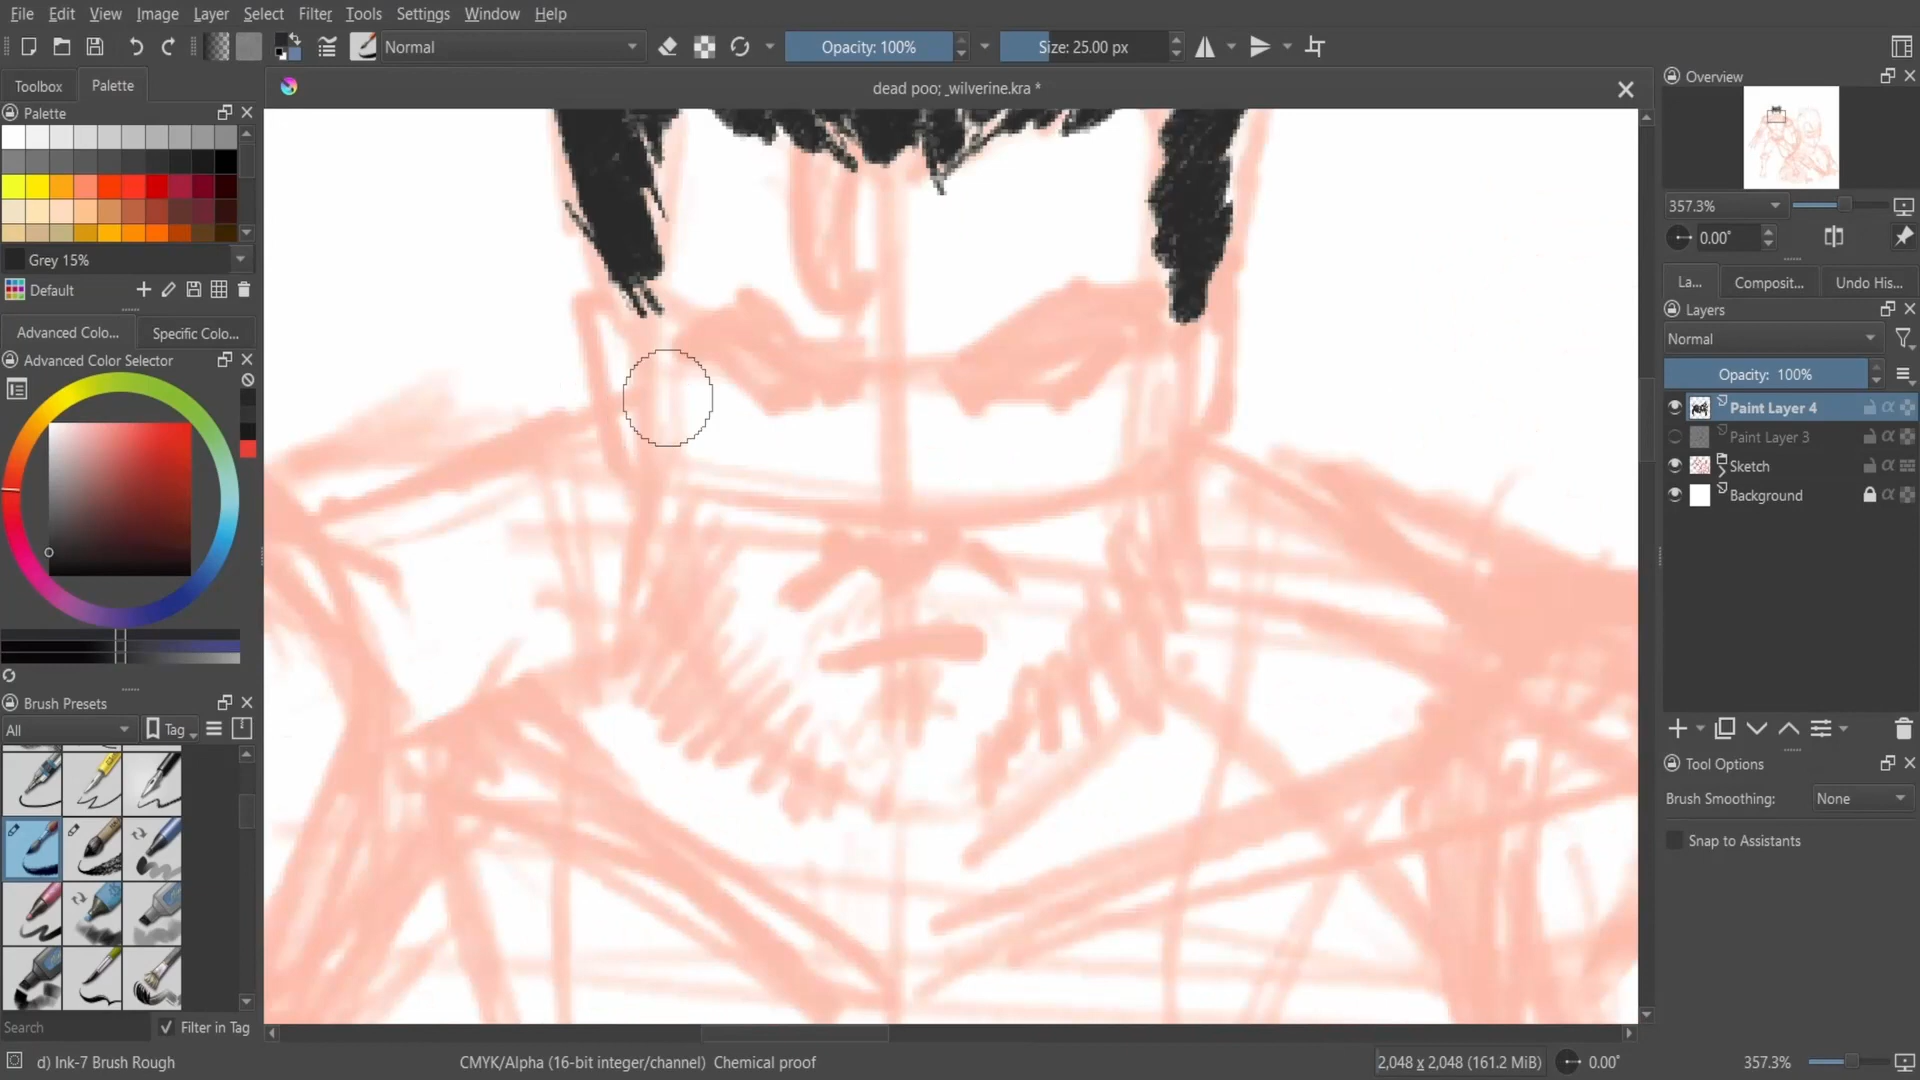 File Edit View Image Layer Select Filter Tools Settings Window Help
Normal
Opacity: 100%
Size: 25.00 px
Toolbox
Palette
dead poo; _wilverine.kra *
Palette
Grey 15%
Default
Advanced Colo...
Specific Colo...
Advanced Color Selector
Brush Presets
All
Tag
Search
Filter in Tag
Overview
357.3%
0.00°
La...
Composit...
Undo His...
Layers
Normal
Opacity: 100%
Paint Layer 4
Paint Layer 3
Sketch
Background
Tool Options
Brush Smoothing:
None
Snap to Assistants
d) Ink-7 Brush Rough
CMYK/Alpha (16-bit integer/channel) Chemical proof
2,048 x 2,048 (161.2 MiB)
0.00°
357.3%